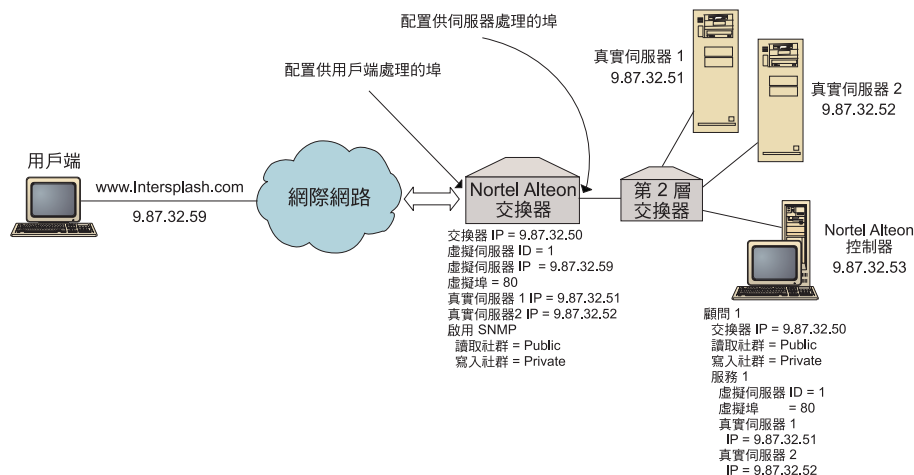 配置供伺服器處理的埠
配置供用戶端處理的埠
真實伺服器 1
9.87.32.51
真實伺服器 2
9.87.32.52
用戶端
www.Intersplash.com
9.87.32.59
網際網路
Nortel Alteon
交換器
第 2 層
交換器
Nortel Alteon
控制器
9.87.32.53
交換器 IP = 9.87.32.50
虛擬伺服器 ID = 1
虛擬伺服器 IP = 9.87.32.59
虛擬埠 = 80
真實伺服器 1 IP = 9.87.32.51
真實伺服器2 IP = 9.87.32.52
啟用 SNMP
讀取社群 = Public
寫入社群 = Private
顧問 1
交換器 IP = 9.87.32.50
讀取社群 = Public
寫入社群 = Private
服務 1
虛擬伺服器 ID = 1
虛擬埠 = 80
真實伺服器 1
IP = 9.87.32.51
真實伺服器 2
IP = 9.87.32.52